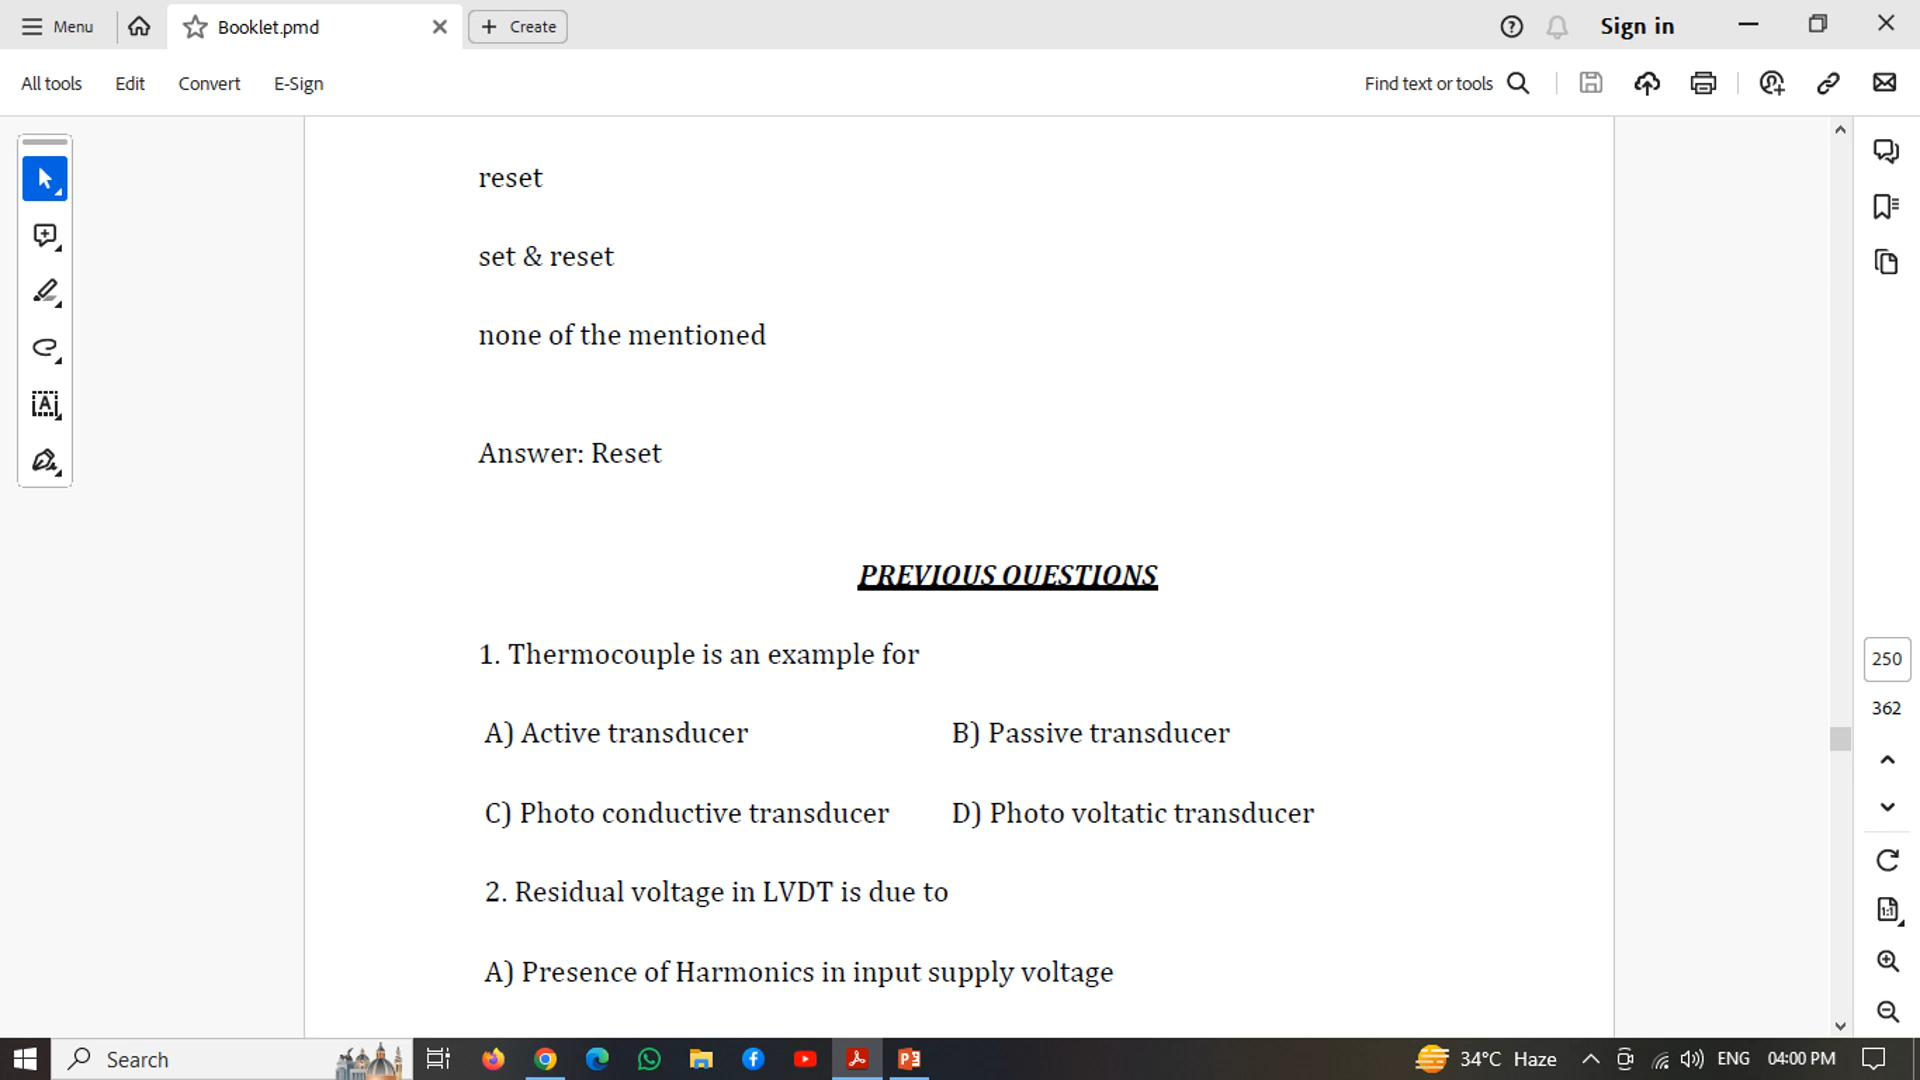 Menu
Booklet.pmd
Create
Sign in
All tools
Edit
Convert
E-Sign
Find text or tools
reset
set & reset
none of the mentioned
Answer: Reset
PREVIOUS QUESTIONS
1. Thermocouple is an example for
A) Active transducer B) Passive transducer
C) Photo conductive transducer D) Photo voltatic transducer
2. Residual voltage in LVDT is due to
A) Presence of Harmonics in input supply voltage
250
362
1:1
Search
34°C Haze
ENG
04:00 PM